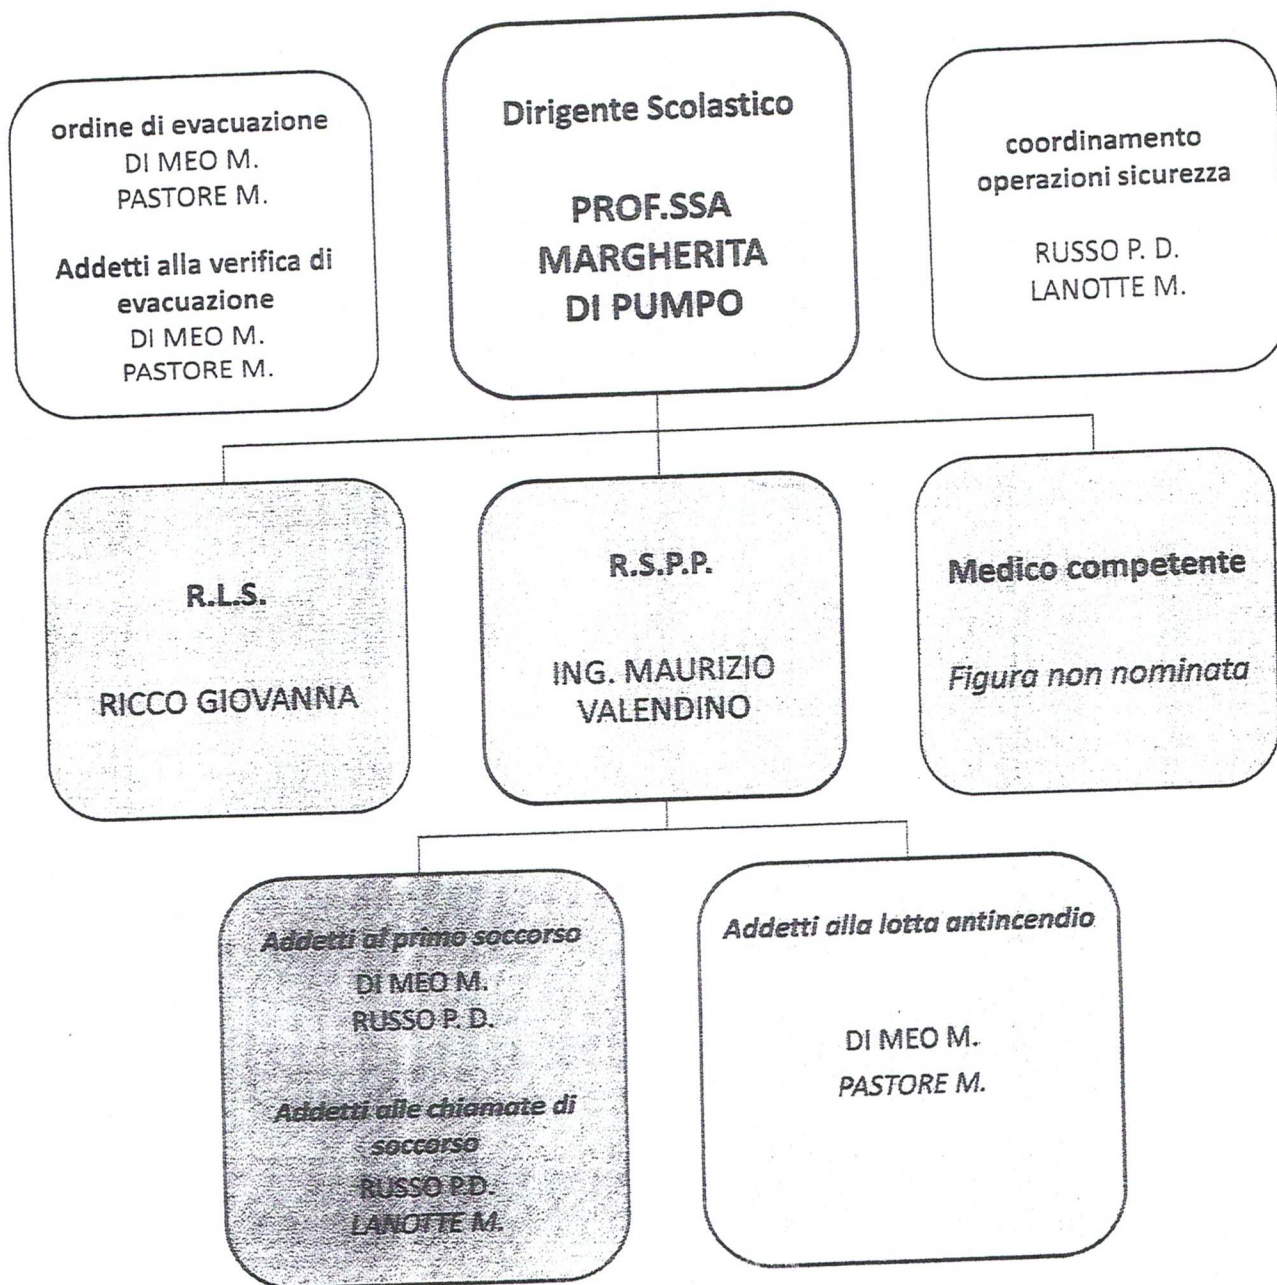 ordine di evacuazione
DI MEO M.
PASTORE M.
Addetti alla verifica di
evacuazione
DI MEO M.
PASTORE M.
Dirigente Scolastico
PROF.SSA
MARGHERITA
DI PUMPO
coordinamento
operazioni sicurezza
RUSSO P. D.
LANOTTE M.
R.L.S.
RICCO GIOVANNA
R.S.P.P.
ING. MAURIZIO
VALENDINO
Medico competente
Figura non nominata
Addetti al primo soccorso
DI MEO M.
RUSSO P. D.
Addetti alle chiamate di
soccorso
RUSSO P.D.
LANOTTE M.
Addetti alla lotta antincendio
DI MEO M.
PASTORE M.